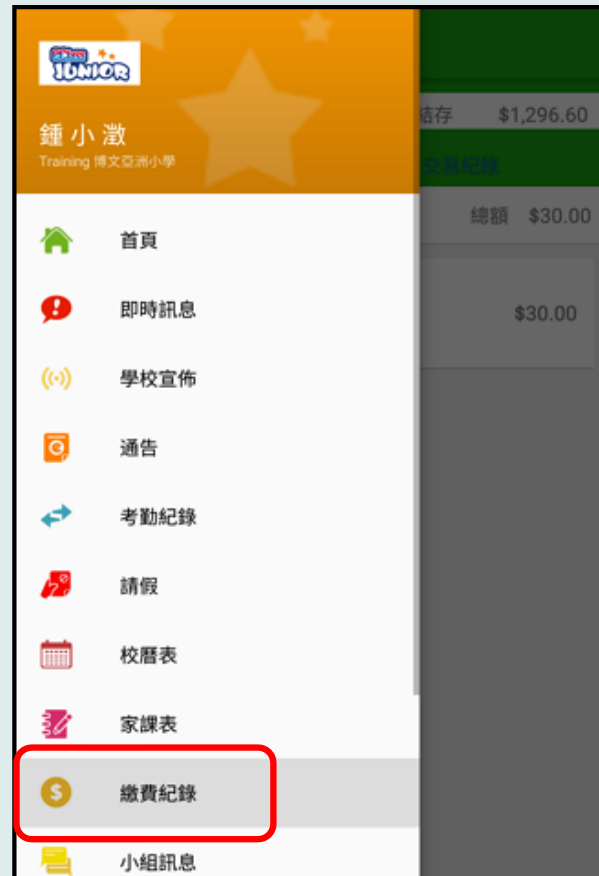 JUNIOR
鍾 小 澂
Training 博文亞洲小學
首頁
即時訊息
學校宣佈
通告
考勤紀錄
請假
校曆表
家課表
繳費紀錄
小組訊息
結存 $1,296.60
交易紀錄
總額 $30.00
$30.00